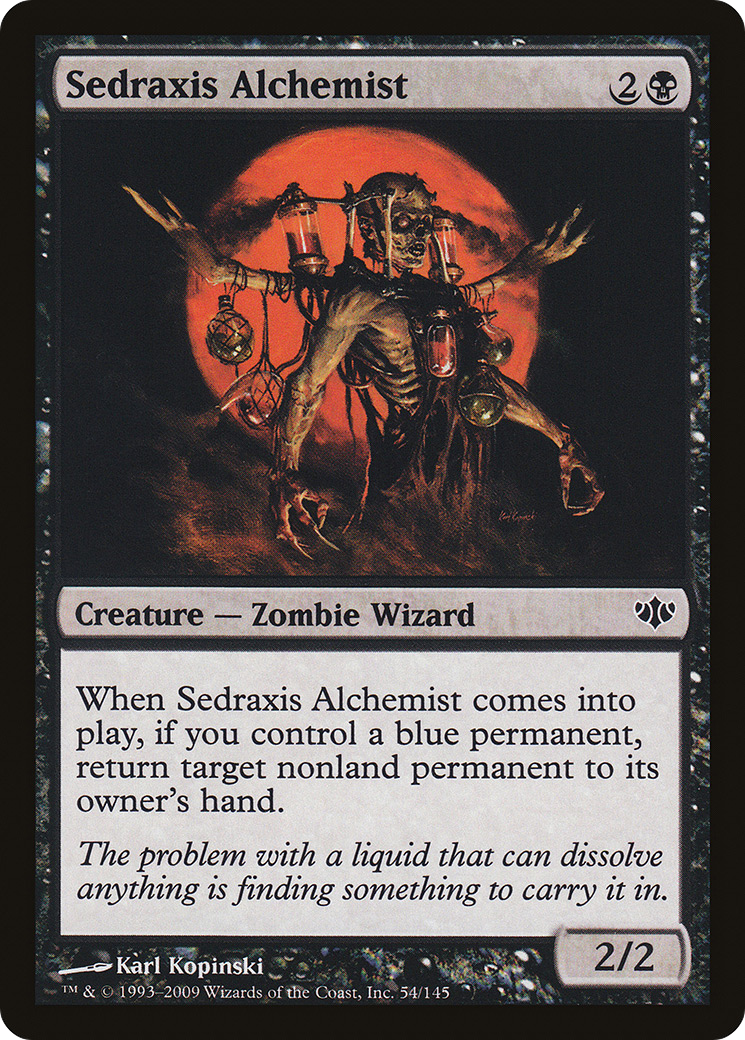 Sedraxis Alchemist 2
Creature — Zombie Wizard
When Sedraxis Alchemist comes into
play, if you control a blue permanent,
return target nonland permanent to its
owner's hand.
The problem with a liquid that can dissolve
anything is finding something to carry it in.
2/2
Karl Kopinski
™ & © 1993–2009 Wizards of the Coast, Inc. 54/145